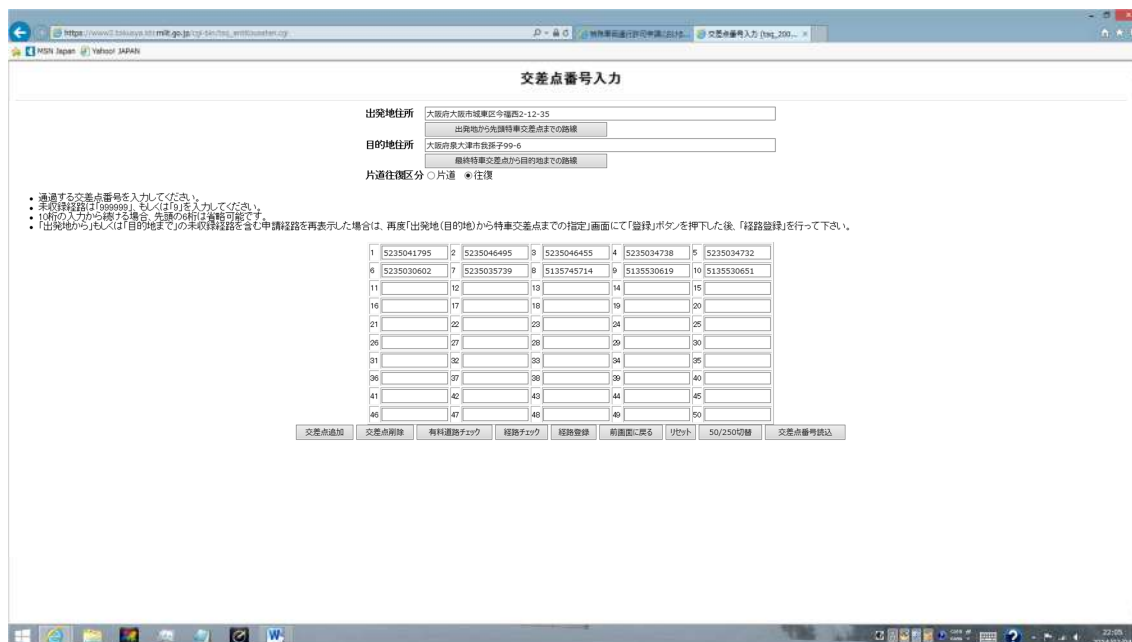 MSN Japan Yahoo! JAPAN
交差点番号入力
出発地住所 大阪府大阪市城東区今福西2-12-35
出発地から先頭特車交差点までの路線
目的地住所 大阪府泉大津市我孫子99-6
最終特車交差点から目的地までの路線
片道往復区分 ○片道 ◉往復
• 通過する交差点番号を入力してください。
• 未収録経路は「999999」、もしくは「9」を入力してください。
• 10桁の入力から続ける場合、先頭の6桁は省略可能です。
• 「出発地から」もしくは「目的地まで」の未収録経路を含む申請経路を再表示した場合は、再度「出発地(目的地)から特車交差点までの指定」画面にて「登録」ボタンを押下した後、「経路登録」を行って下さい。
1 5235041795 2 5235046495 3 5235046455 4 5235034738 5 5235034732
6 5235030602 7 5235035739 8 5135745714 9 5135530619 10 5135530651
11 12 13 14 15
16 17 18 19 20
21 22 23 24 25
26 27 28 29 30
31 32 33 34 35
36 37 38 39 40
41 42 43 44 45
46 47 48 49 50
交差点追加 交差点削除 有料道路チェック 経路チェック 経路登録 前画面に戻る リセット 50/250切替 交差点番号読込
22:05